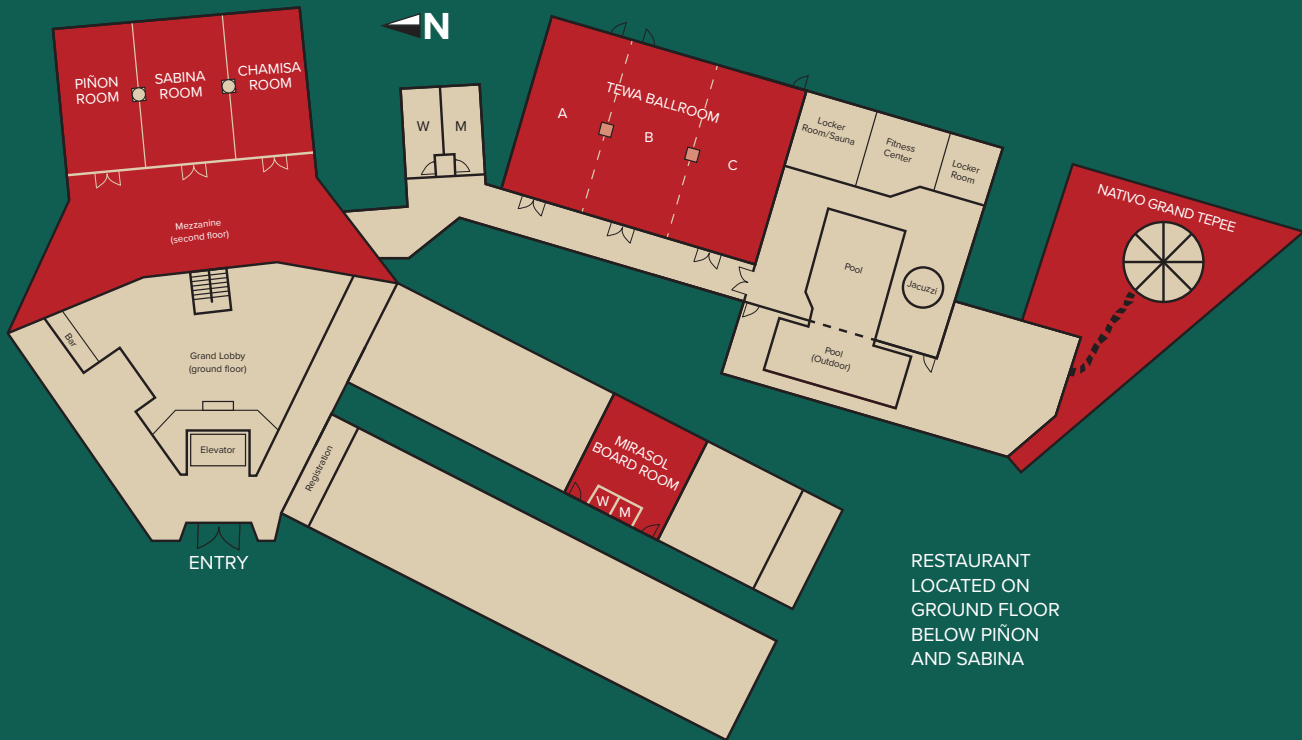 N
PIÑON
ROOM
SABINA
ROOM
CHAMISA
ROOM
Mezzanine
(second floor)
W
M
TEWA BALLROOM
A
B
C
Locker
Room/Sauna
Fitness
Center
Locker
Room
Pool
Jacuzzi
Pool
(Outdoor)
NATIVO GRAND TEPEE
Bar
Grand Lobby
(ground floor)
Elevator
Registration
ENTRY
MIRASOL
BOARD ROOM
W
M
RESTAURANT
LOCATED ON
GROUND FLOOR
BELOW PIÑON
AND SABINA